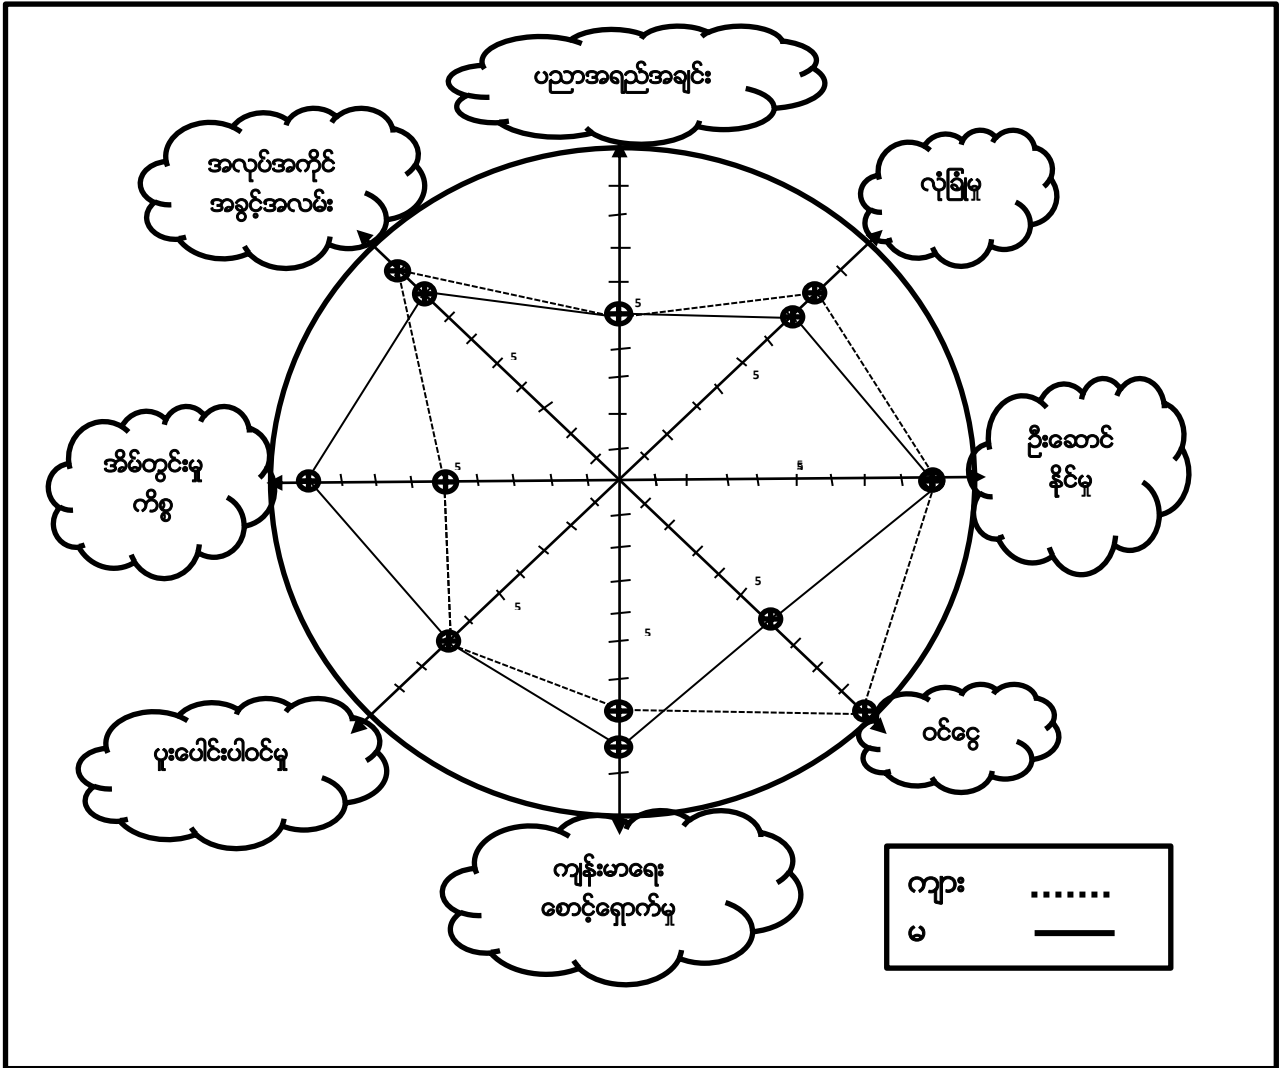 ပညာအရည်အချင်း
အလုပ်အကိုင်
အခွင့်အလမ်း
လုံခြုံမှု
5
5
5
ဦးဆောင်
နိုင်မှု
အိမ်တွင်းမှု
ကိစ္စ
5
5
5
5
5
ဝင်ငွေ
ပူးပေါင်းပါဝင်မှု
ကျန်းမာရေး
စောင့်ရှောက်မှု
ကျား
မ